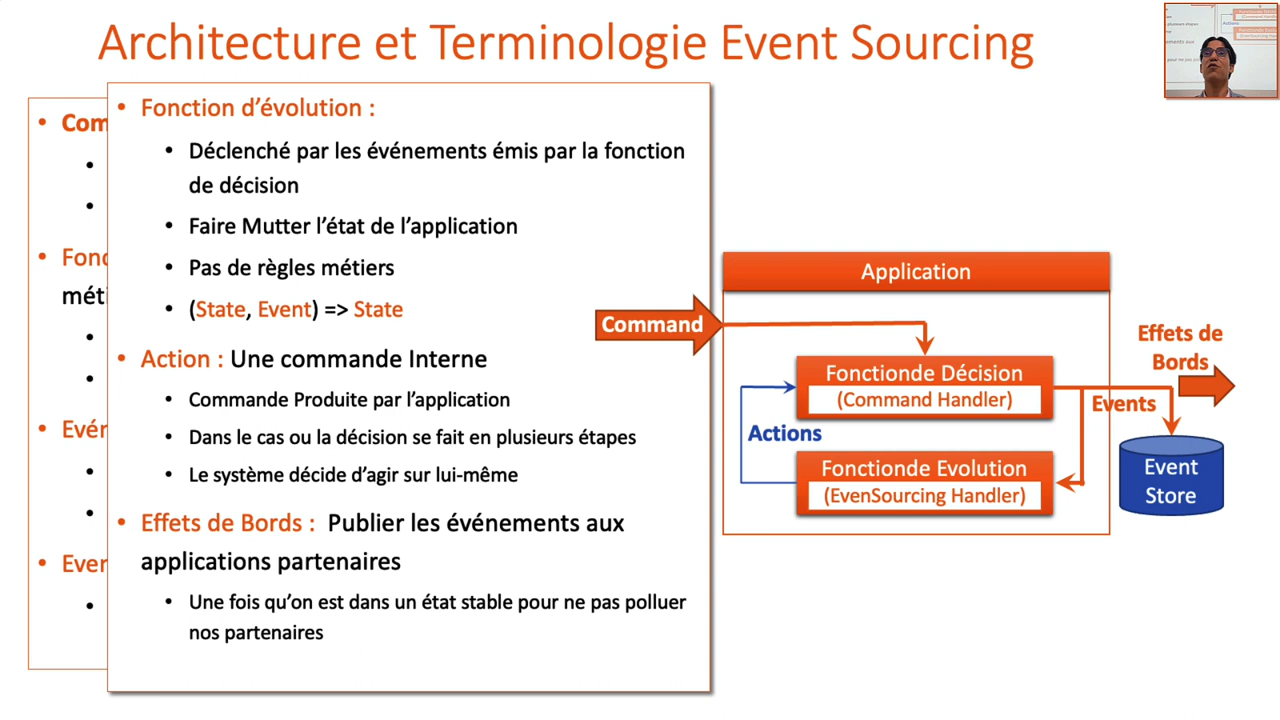 Architecture et Terminologie Event Sourcing
• Com
• Fonc
méti
• Evén
• Even
• Fonction d'évolution :
• Déclenché par les événements émis par la fonction
de décision
• Faire Mutter l'état de l'application
• Pas de règles métiers
• (State, Event) => State
• Action : Une commande Interne
• Commande Produite par l'application
• Dans le cas ou la décision se fait en plusieurs étapes
• Le système décide d'agir sur lui-même
• Effets de Bords : Publier les événements aux
applications partenaires
• Une fois qu'on est dans un état stable pour ne pas polluer
nos partenaires
Application
Command
Fonctionde Décision
(Command Handler)
Actions
Fonctionde Evolution
(EvenSourcing Handler)
Effets de
Bords
Events
Event
Store